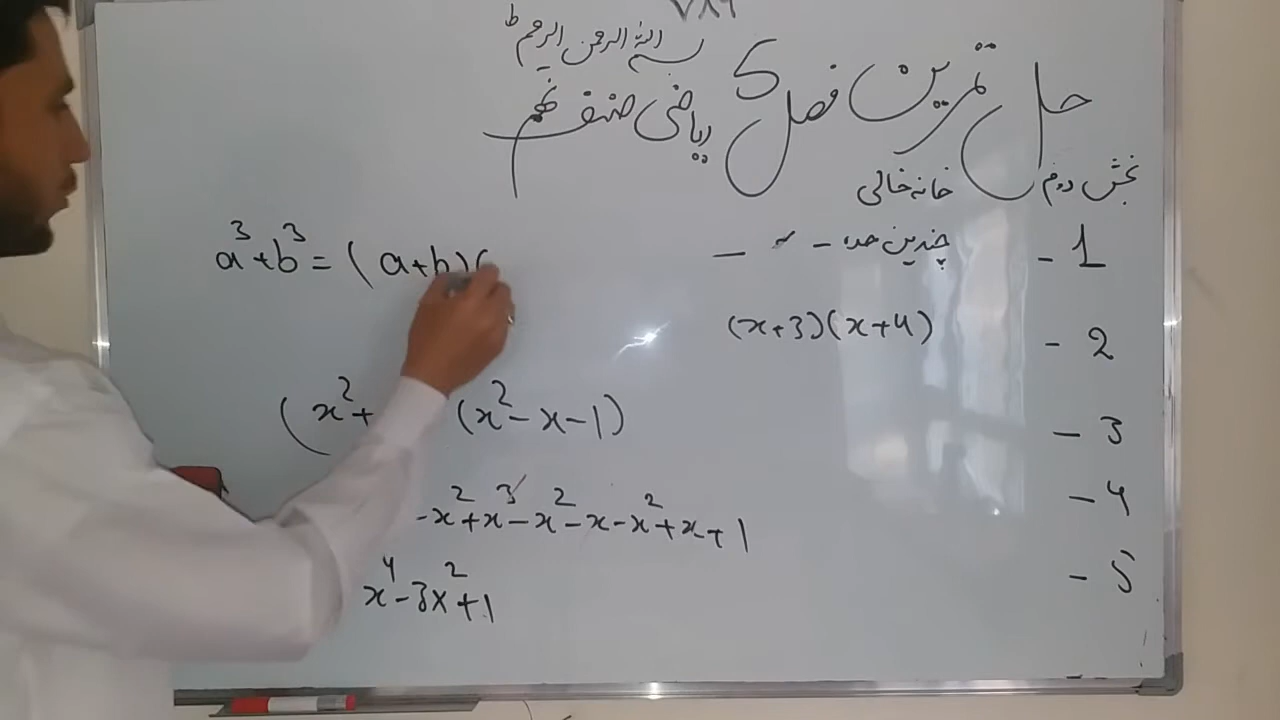 ٧٨٦
بسم الله الرحمن الرحیم ط
حل تمرین فصل 5
ریاضی صنف نهم
بخش دوم خانه خالی
1 - چندین حد
2 - (x+3)(x+4)
3 -
4 -
5 -
a³+b³=(a+b)(
(x²+ (x²-x-1)
-x²+x³-x²-x-x²+x+1
x⁴-3x²+1